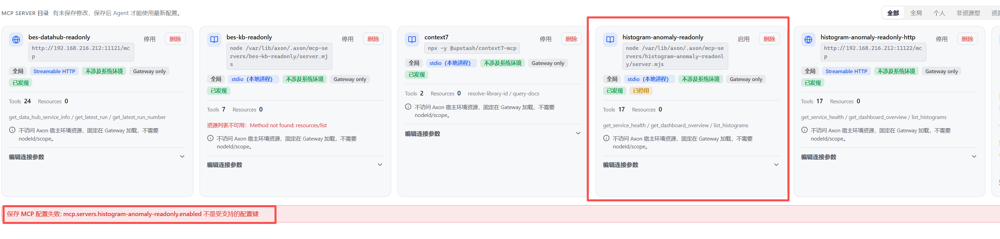 MCP SERVER 目录 有未保存修改，保存后 Agent 才能使用最新配置。
全部 全局 个人 非资源型
bes-datahub-readonly 停用 删除
http://192.168.216.212:11121/mc
p
全局 Streamable HTTP 不涉及系统环境 Gateway only
已发现
Tools 24 Resources 0
get_data_hub_service_info / get_latest_run / get_latest_run_number
不访问 Axon 宿主环境资源，固定在 Gateway 加载，不需要
nodeId/scope。
编辑连接参数
bes-kb-readonly 停用 删除
node /var/lib/axon/.axon/mcp-se
rvers/bes-kb-readonly/server.mj
s
全局 stdio（本地进程） 不涉及系统环境 Gateway only
已发现
Tools 7 Resources 0
资源列表不可用：Method not found: resources/list
不访问 Axon 宿主环境资源，固定在 Gateway 加载，不需要
nodeId/scope。
编辑连接参数
context7 停用 删除
npx -y @upstash/context7-mcp
全局 stdio（本地进程） 不涉及系统环境 Gateway only
已发现
Tools 2 Resources 0 resolve-library-id / query-docs
不访问 Axon 宿主环境资源，固定在 Gateway 加载，不需要
nodeId/scope。
编辑连接参数
histogram-anomaly-readonly 启用 删除
node /var/lib/axon/.axon/mcp-se
rvers/histogram-anomaly-readonl
y/server.mjs
全局 stdio（本地进程） 不涉及系统环境 Gateway only
已发现 已停用
Tools 17 Resources 0
get_service_health / get_dashboard_overview / list_histograms
不访问 Axon 宿主环境资源，固定在 Gateway 加载，不需要
nodeId/scope。
编辑连接参数
histogram-anomaly-readonly-http 停用 删除
http://192.168.216.212:11122/mc
p
全局 Streamable HTTP 不涉及系统环境 Gateway only
已发现
Tools 17 Resources 0
get_service_health / get_dashboard_overview / list_histograms
不访问 Axon 宿主环境资源，固定在 Gateway 加载，不需要
nodeId/scope。
编辑连接参数
保存 MCP 配置失败: mcp.servers.histogram-anomaly-readonly.enabled 不是受支持的配置键